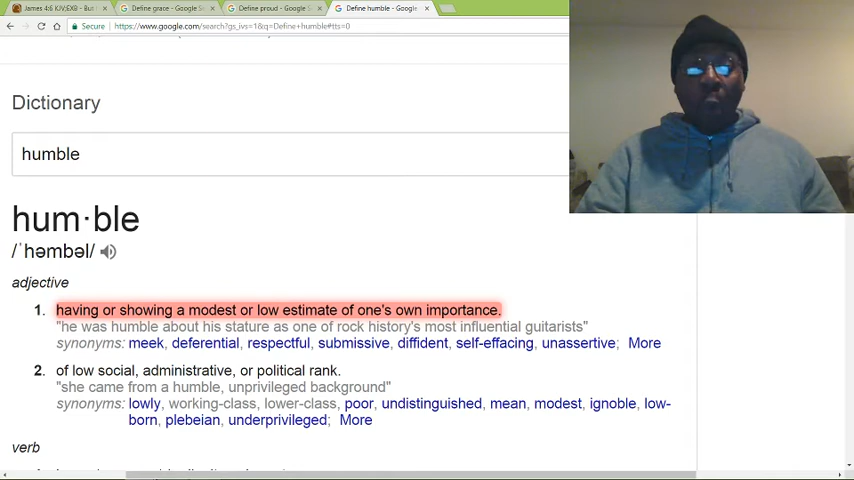 James 4:6 KJV;EXB - But
Define grace - Google Se
Define proud - Google S
Define humble - Google
Secure
https://www.google.com/search?gs_ivs=1&q=Define+humble#tts=0
Dictionary
humble
hum·ble
/ˈhəmbəl/
adjective
1. having or showing a modest or low estimate of one's own importance.
"he was humble about his stature as one of rock history's most influential guitarists"
synonyms: meek, deferential, respectful, submissive, diffident, self-effacing, unassertive; More
2. of low social, administrative, or political rank.
"she came from a humble, unprivileged background"
synonyms: lowly, working-class, lower-class, poor, undistinguished, mean, modest, ignoble, low-
born, plebeian, underprivileged; More
verb